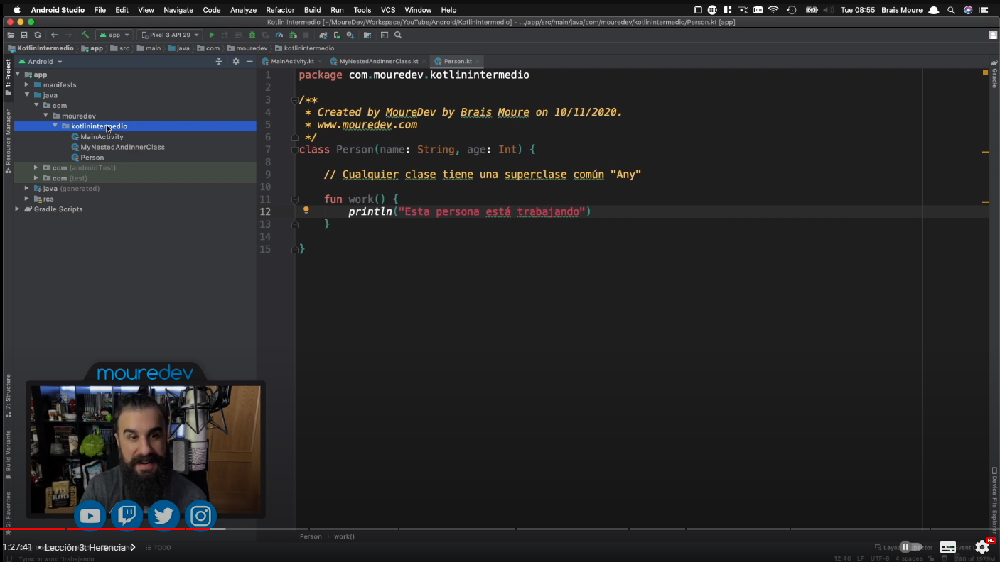 Android Studio File Edit View Navigate Code Analyze Refactor Build Run Tools VCS Window Help Tue 08:55 Brais Moure
Kotlin Intermedio [~/MoureDev/Workspace/YouTube/Android/KotlinIntermedio] - .../app/src/main/java/com/mouredev/kotlinintermedio/Person.kt [app]
app Pixel 3 API 29
KotlinIntermedio app src main java com mouredev kotlinintermedio
Android
MainActivity.kt MyNestedAndInnerClass.kt Person.kt
1: Project
Resource Manager
Z: Structure
Build Variants
2: Favorites
app
manifests
java
com
mouredev
kotlinintermedio
MainActivity
MyNestedAndInnerClass
Person
com (androidTest)
com (test)
java (generated)
res
Gradle Scripts
1 package com.mouredev.kotlinintermedio
2
3 /**
4 * Created by MoureDev by Brais Moure on 10/11/2020.
5 * www.mouredev.com
6 */
7 class Person(name: String, age: Int) {
8
9 // Cualquier clase tiene una superclase común "Any"
10
11 fun work() {
12 println("Esta persona está trabajando")
13 }
14
15 }
Gradle
Device File Explorer
mouredev
BLANCO
Person work()
1:27:41 • Lección 3: Herencia
TODO
HD
Typo: In word 'trabajando'
12:46 LF UTF-8 4 spaces